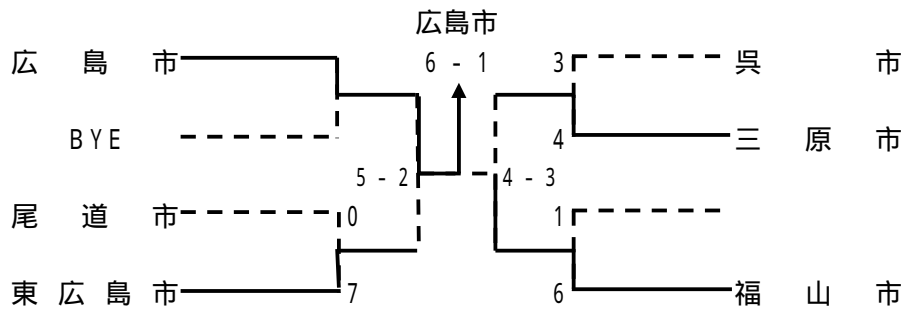 広島市
広島市 6 - 1 3 呉市
BYE 4 三原市
5 - 2 4 - 3
尾道市 0 1
東広島市 7 6 福山市